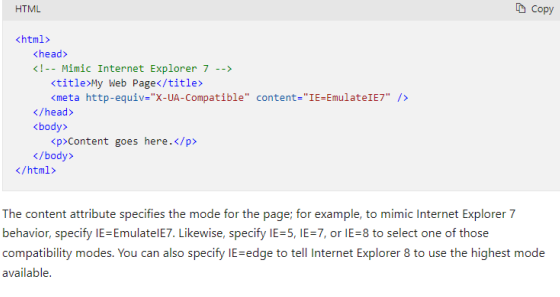 HTML
Copy
<html>
<head>
<!-- Mimic Internet Explorer 7 -->
<title>My Web Page</title>
<meta http-equiv="X-UA-Compatible" content="IE=EmulateIE7" />
</head>
<body>
<p>Content goes here.</p>
</body>
</html>
The content attribute specifies the mode for the page; for example, to mimic Internet Explorer 7
behavior, specify IE=EmulateIE7. Likewise, specify IE=5, IE=7, or IE=8 to select one of those
compatibility modes. You can also specify IE=edge to tell Internet Explorer 8 to use the highest mode
available.